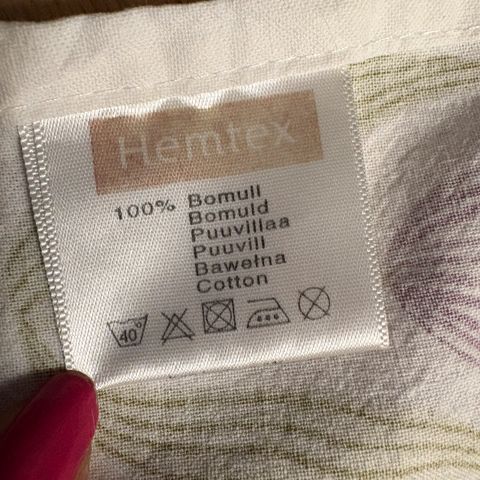 Hemtex
100% Bomull
Bomuld
Puuvillaa
Puuvill
Bawełna
Cotton
40°